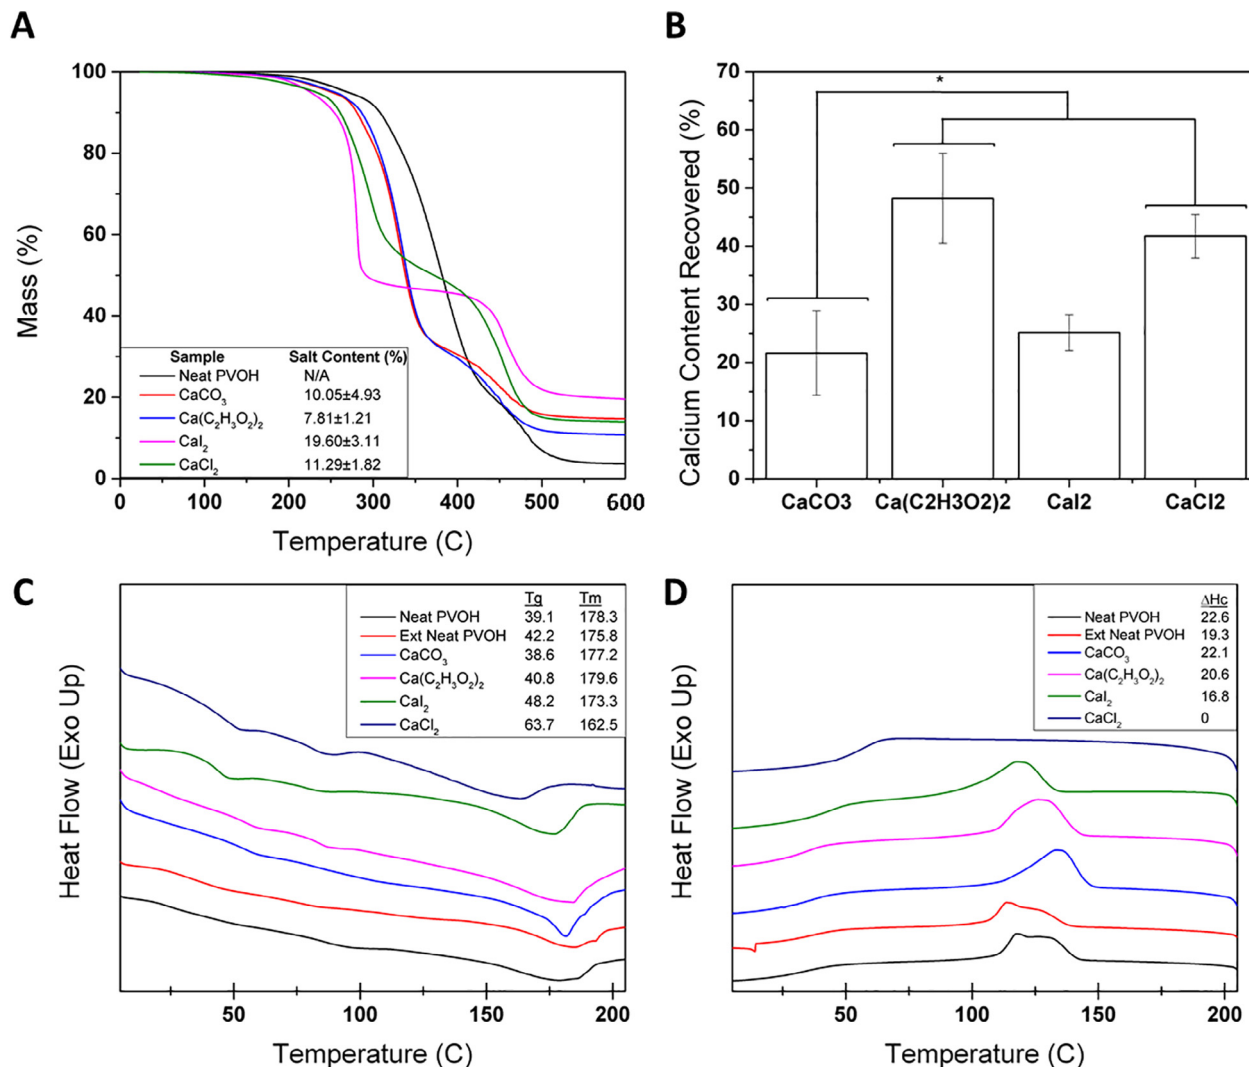 A
Mass (%)
100
80
60
40
20
0
Sample Salt Content (%)
Neat PVOH N/A
CaCO₃ 10.05±4.93
Ca(C₂H₃O₂)₂ 7.81±1.21
CaI₂ 19.60±3.11
CaCl₂ 11.29±1.82
0 100 200 300 400 500 600
Temperature (C)
B
Calcium Content Recovered (%)
70
60
50
40
30
20
10
0
*
CaCO3 Ca(C2H3O2)2 CaI2 CaCl2
C
Heat Flow (Exo Up)
Tg Tm
Neat PVOH 39.1 178.3
Ext Neat PVOH 42.2 175.8
CaCO₃ 38.6 177.2
Ca(C₂H₃O₂)₂ 40.8 179.6
CaI₂ 48.2 173.3
CaCl₂ 63.7 162.5
50 100 150 200
Temperature (C)
D
Heat Flow (Exo Up)
ΔHc
Neat PVOH 22.6
Ext Neat PVOH 19.3
CaCO₃ 22.1
Ca(C₂H₃O₂)₂ 20.6
CaI₂ 16.8
CaCl₂ 0
50 100 150 200
Temperature (C)